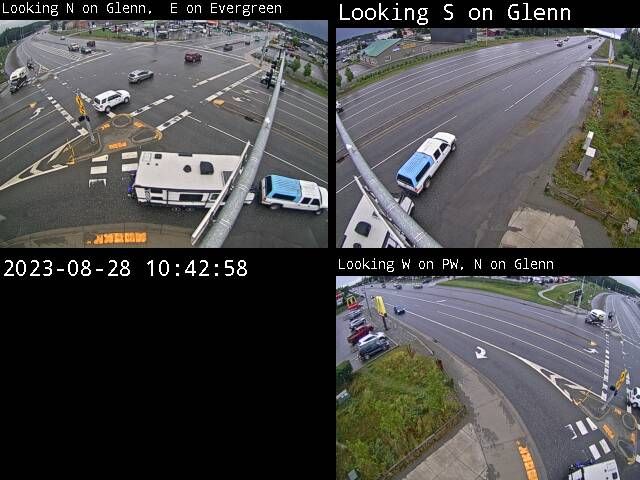 Looking N on Glenn, E on Evergreen
Looking S on Glenn
2023-08-28 10:42:58
Looking W on PW, N on Glenn